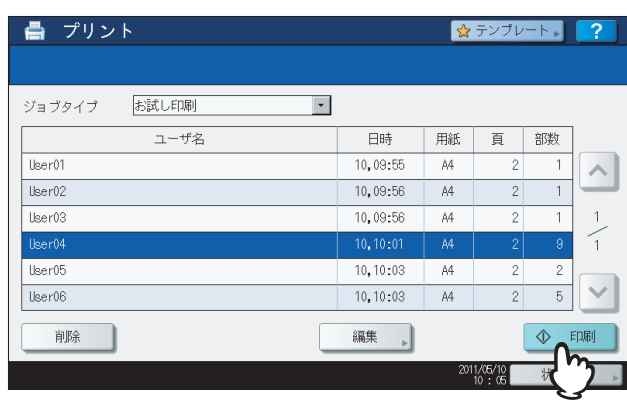 プリント テンプレート ?
ジョブタイプ お試し印刷
ユーザ名 日時 用紙 頁 部数
User01 10,09:55 A4 2 1
User02 10,09:56 A4 2 1
User03 10,09:56 A4 2 1
User04 10,10:01 A4 2 9
User05 10,10:03 A4 2 2
User06 10,10:03 A4 2 5
1
1
削除 編集 印刷
2011/05/10
10:05